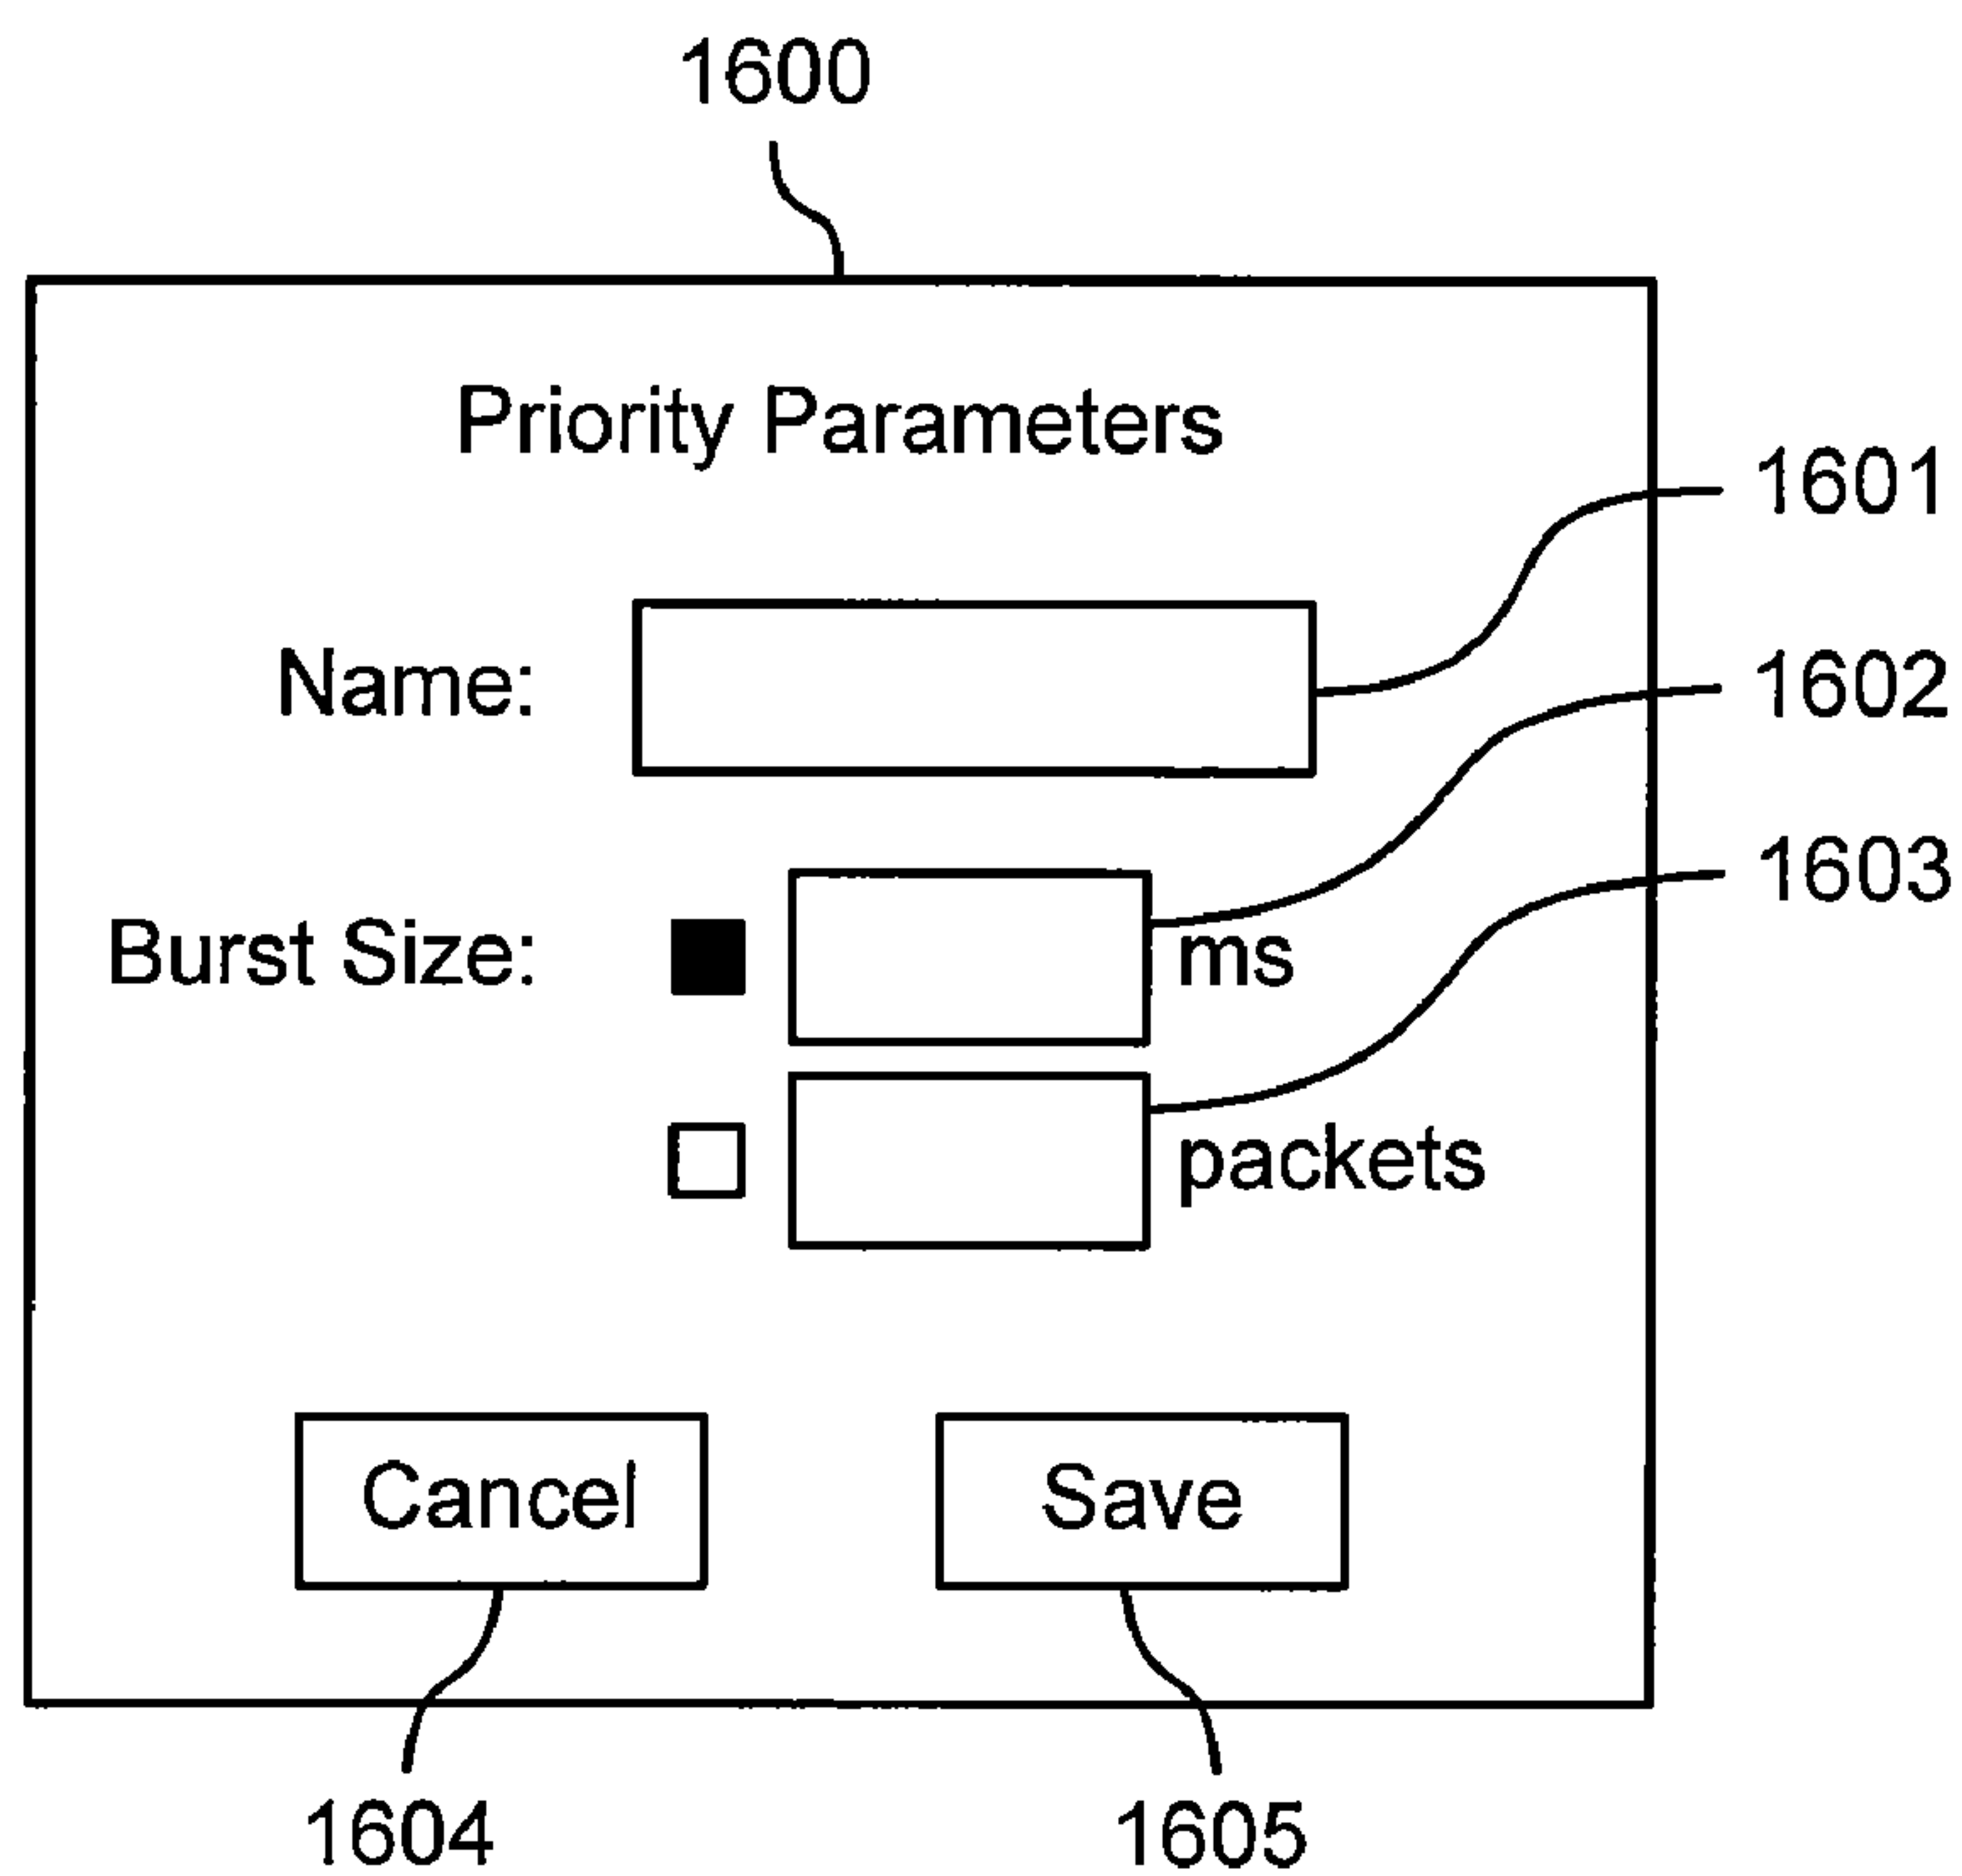 1600
Priority Parameters
1601
Name:
1602
1603
Burst Size:
ms
packets
Cancel
Save
1604
1605